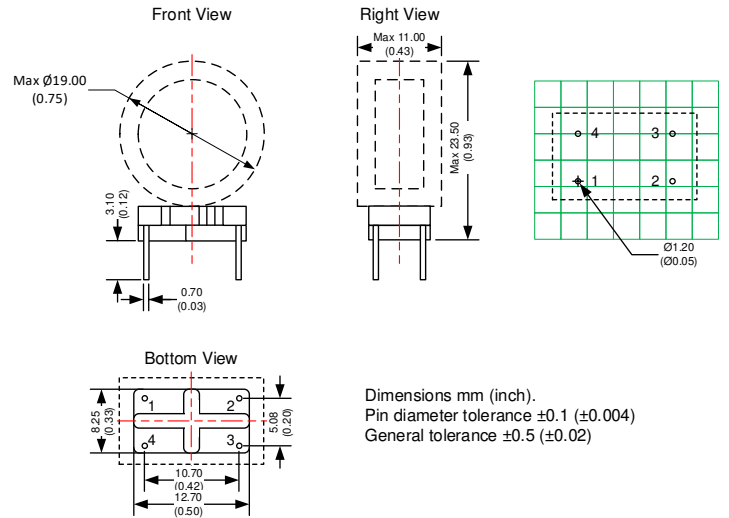 Front View
Right View
Max Ø19.00
(0.75)
Max 11.00
(0.43)
Max 23.50
(0.93)
3.10
(0.12)
0.70
(0.03)
4
3
1
2
Ø1.20
(Ø0.05)
Bottom View
8.25
(0.33)
1
2
4
3
5.08
(0.20)
10.70
(0.42)
12.70
(0.50)
Dimensions mm (inch).
Pin diameter tolerance ±0.1 (±0.004)
General tolerance ±0.5 (±0.02)